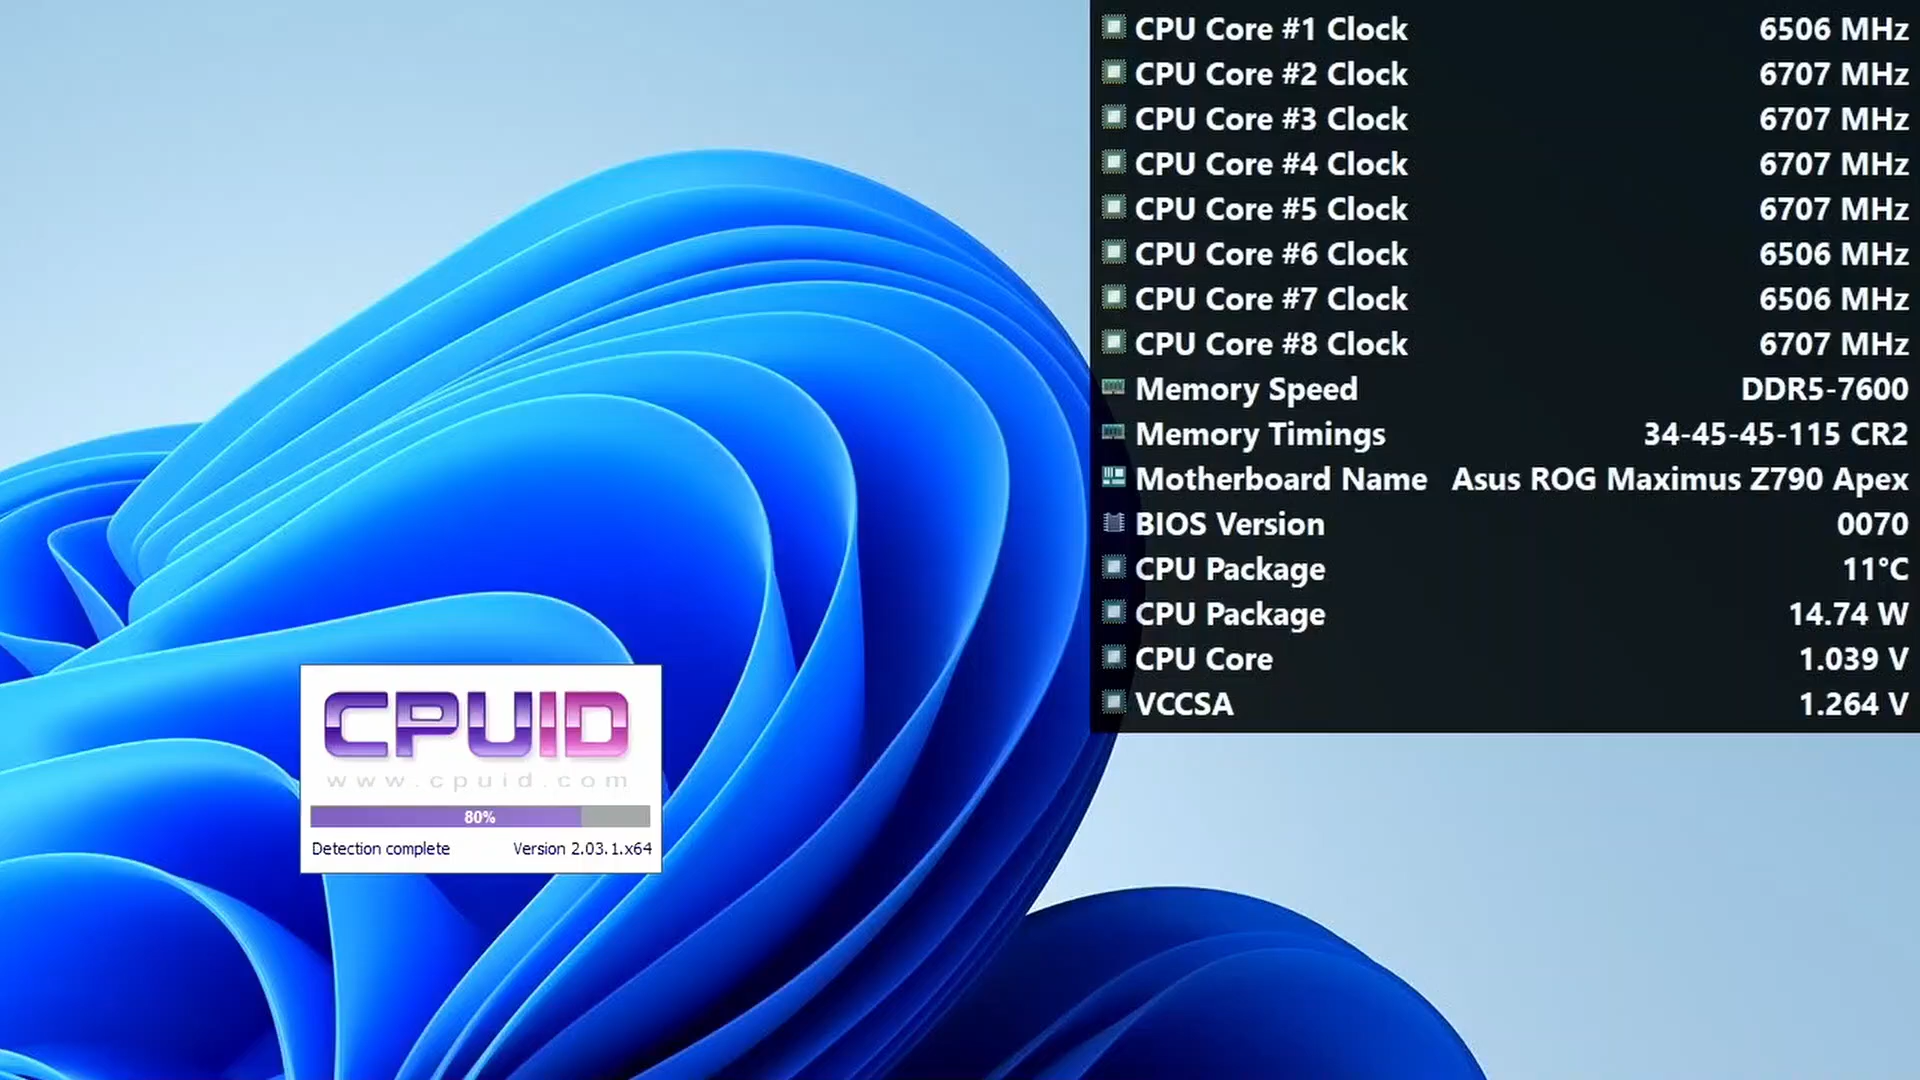 CPU Core #1 Clock 6506 MHz
CPU Core #2 Clock 6707 MHz
CPU Core #3 Clock 6707 MHz
CPU Core #4 Clock 6707 MHz
CPU Core #5 Clock 6707 MHz
CPU Core #6 Clock 6506 MHz
CPU Core #7 Clock 6506 MHz
CPU Core #8 Clock 6707 MHz
Memory Speed DDR5-7600
Memory Timings 34-45-45-115 CR2
Motherboard Name Asus ROG Maximus Z790 Apex
BIOS Version 0070
CPU Package 11°C
CPU Package 14.74 W
CPU Core 1.039 V
VCCSA 1.264 V
CPUID
www.cpuid.com
80%
Detection complete Version 2.03.1.x64